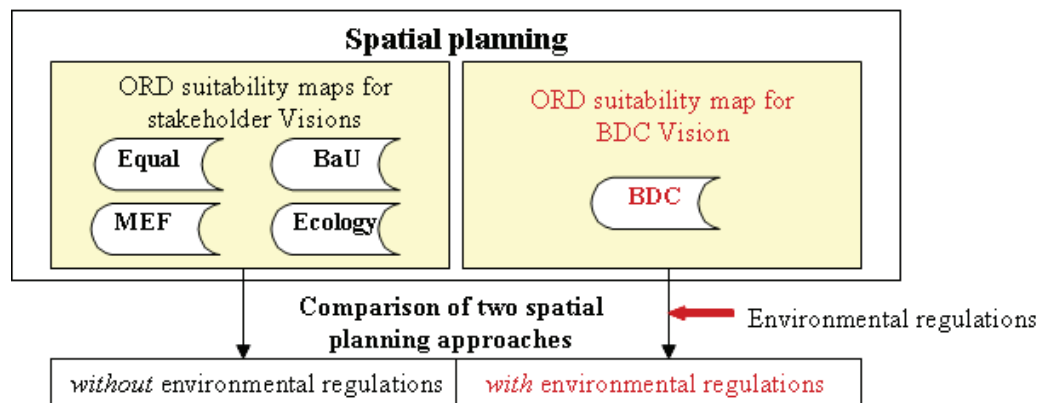 Spatial planning
ORD suitability maps for
stakeholder Visions
Equal
BaU
MEF
Ecology
ORD suitability map for
BDC Vision
BDC
Comparison of two spatial
planning approaches
Environmental regulations
without environmental regulations
with environmental regulations